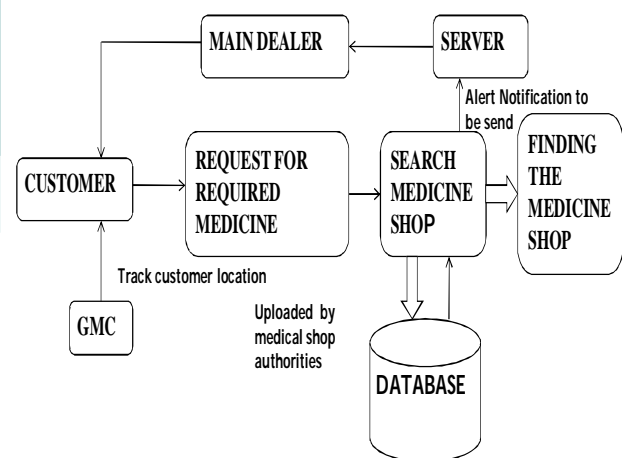 MAIN DEALER
SERVER
Alert Notification to
be send
CUSTOMER
REQUEST FOR
REQUIRED
MEDICINE
SEARCH
MEDICINE
SHOP
FINDING
THE
MEDICINE
SHOP
Track customer location
GMC
Uploaded by
medical shop
authorities
DATABASE